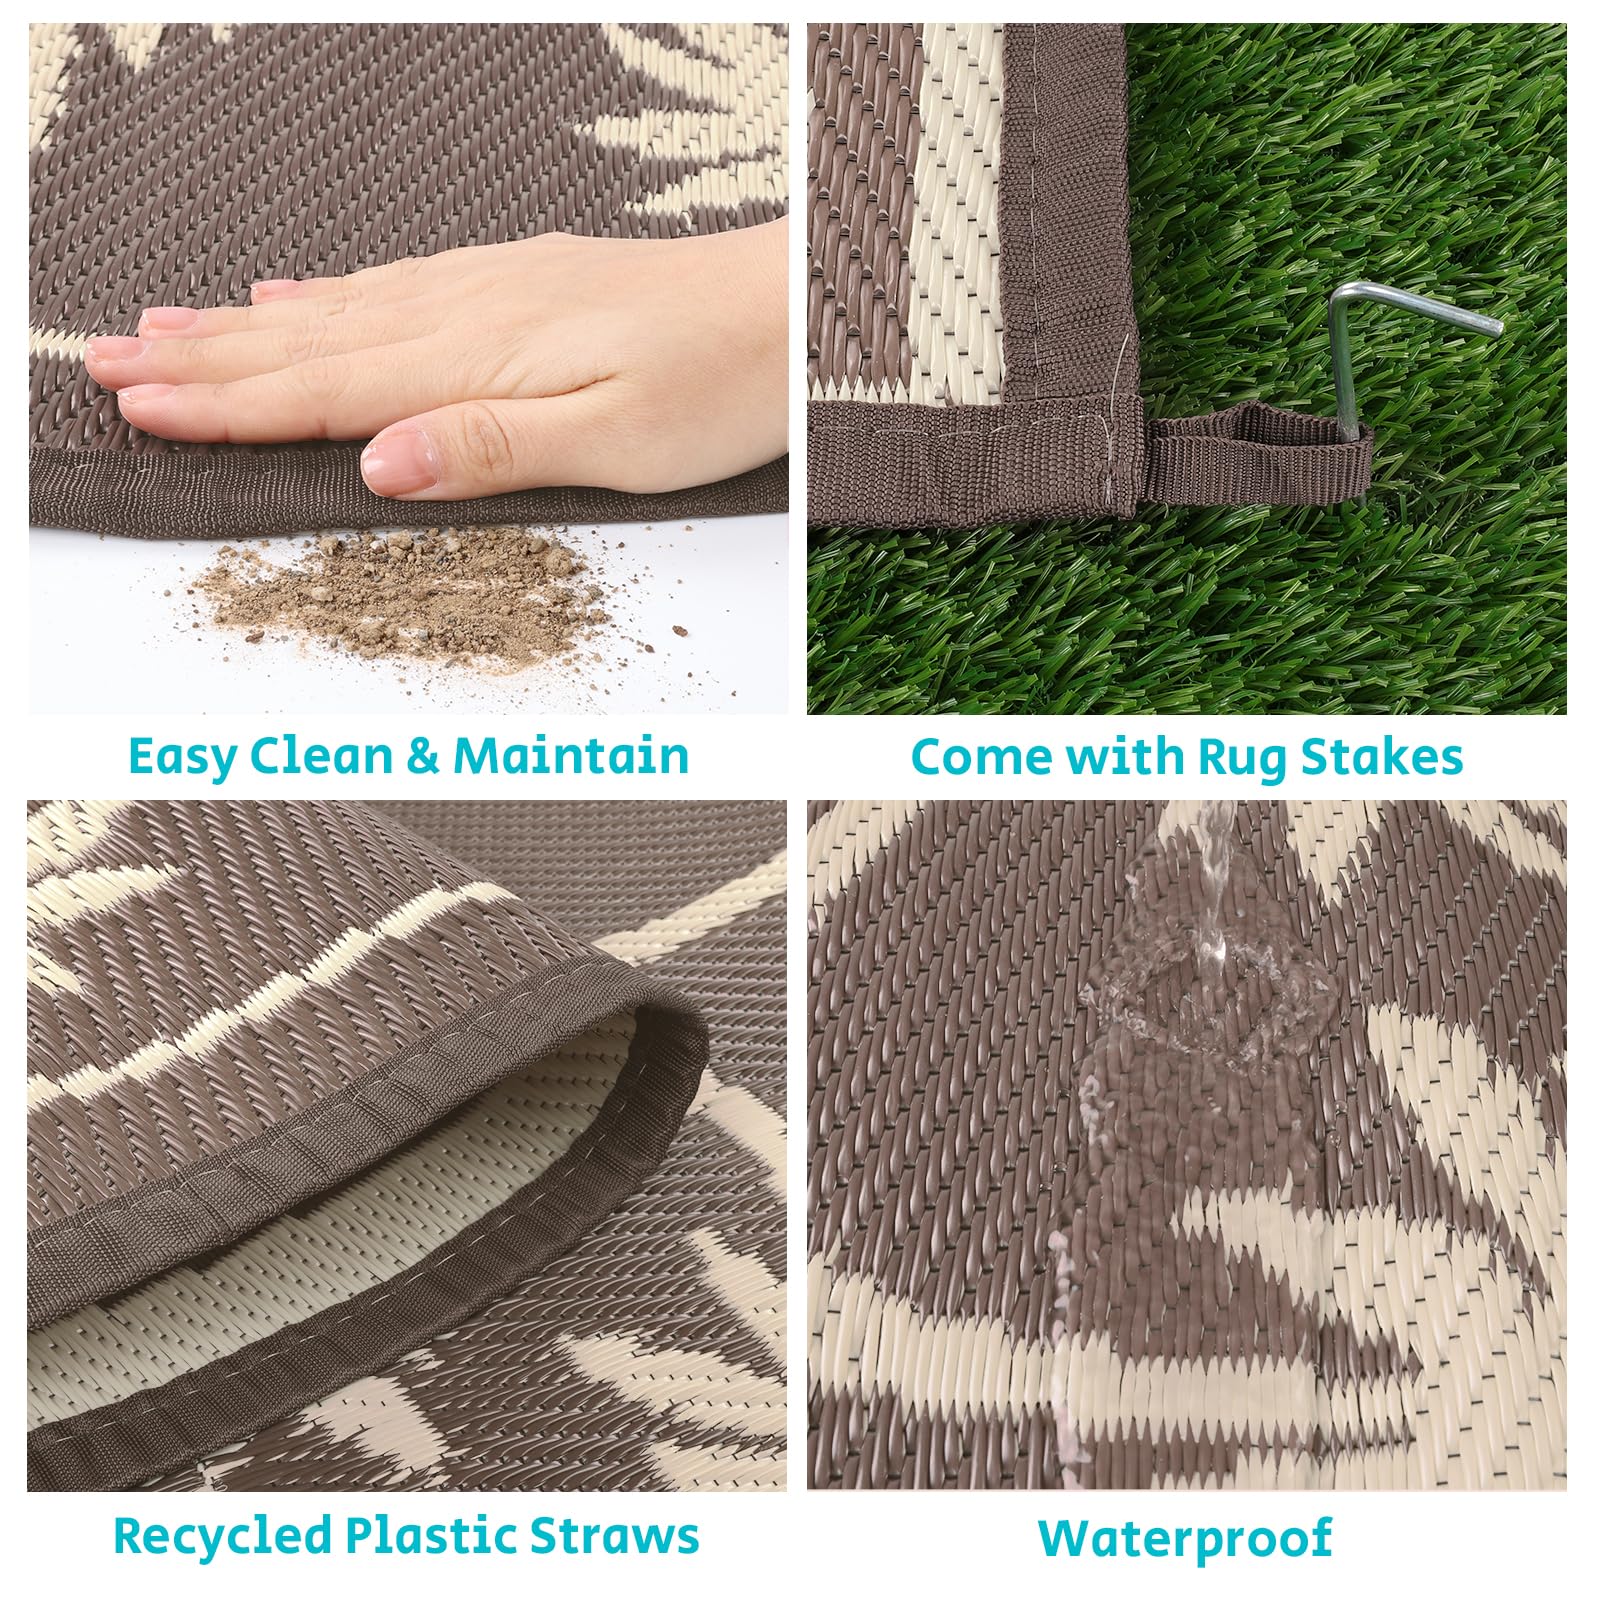 Easy Clean & Maintain
Come with Rug Stakes
Recycled Plastic Straws
Waterproof